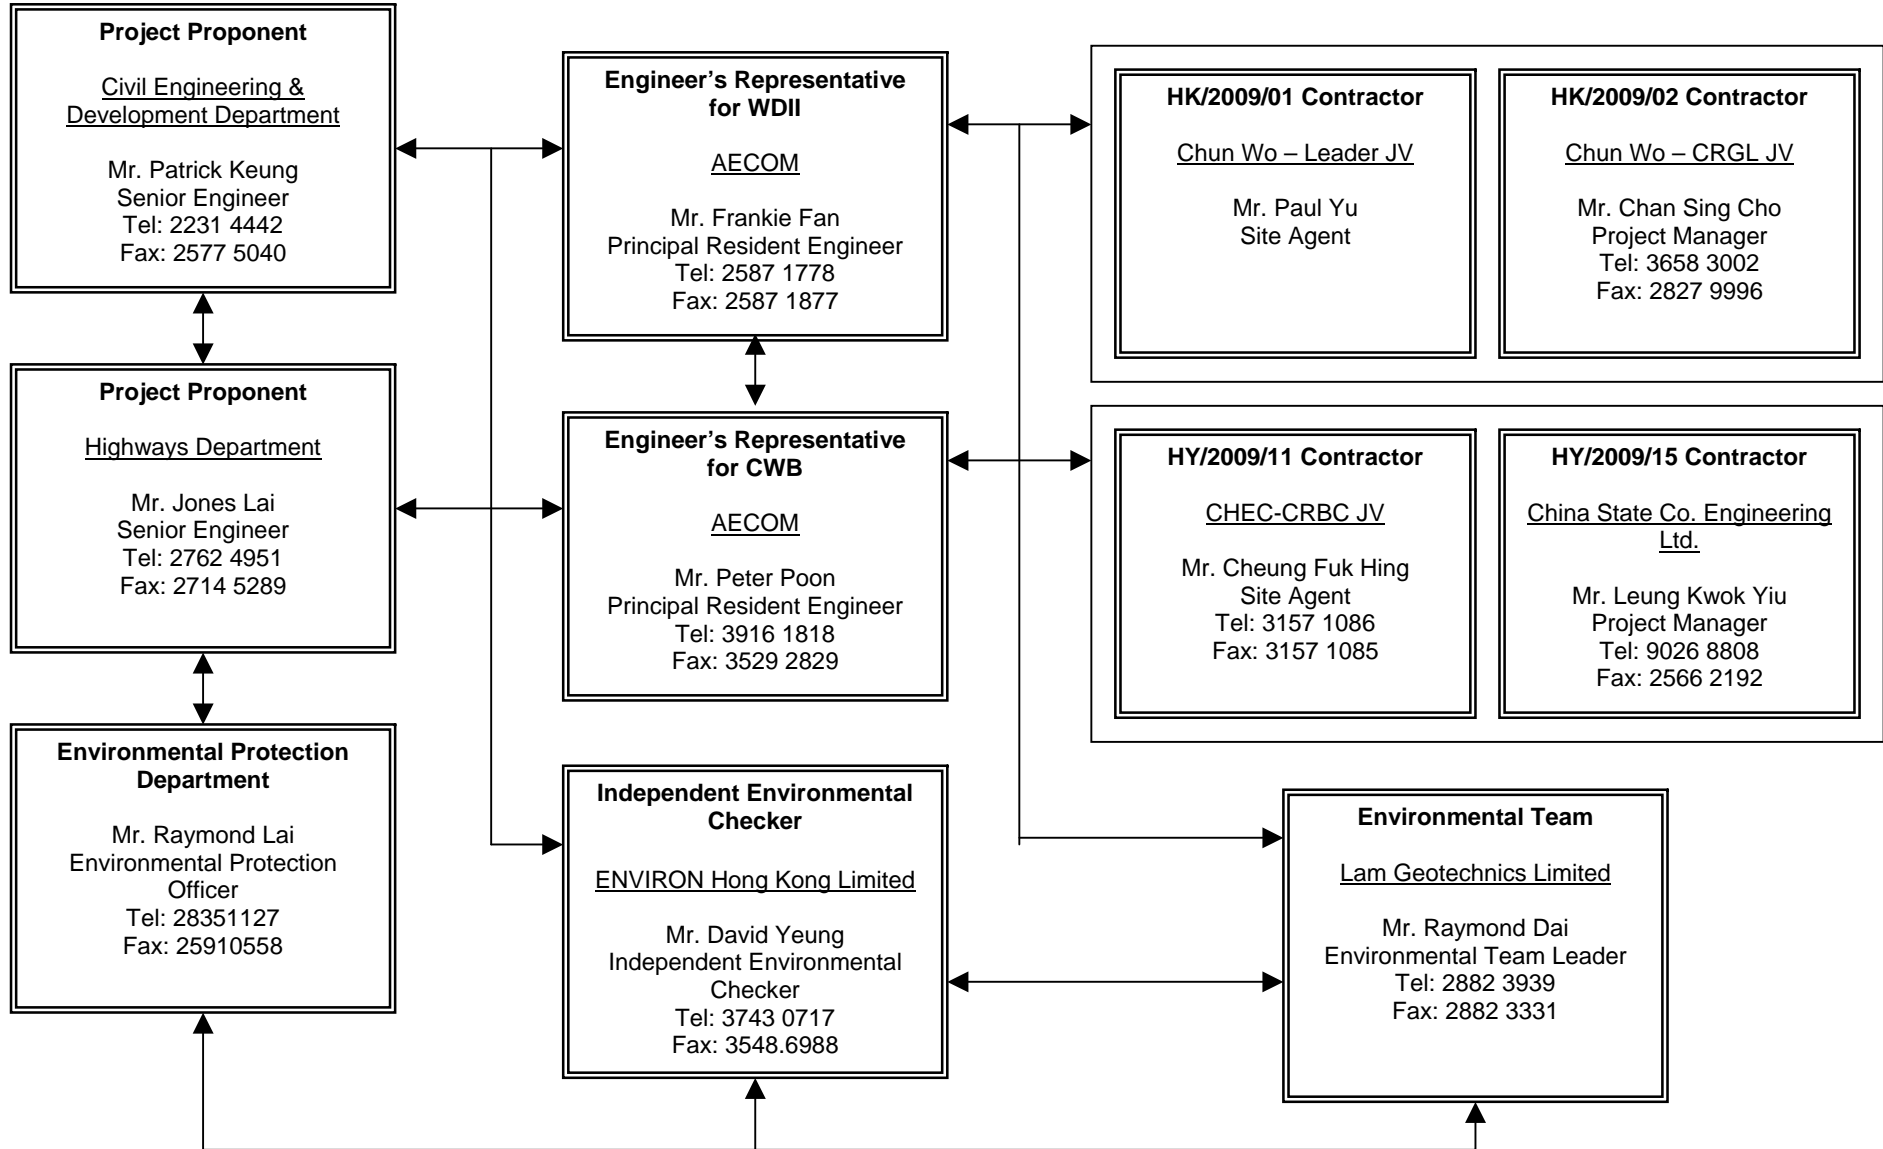 Project Proponent
Civil Engineering &
Development Department
Mr. Patrick Keung
Senior Engineer
Tel: 2231 4442
Fax: 2577 5040
Engineer’s Representative
for WDII
AECOM
Mr. Frankie Fan
Principal Resident Engineer
Tel: 2587 1778
Fax: 2587 1877
HK/2009/01 Contractor
Chun Wo – Leader JV
Mr. Paul Yu
Site Agent
HK/2009/02 Contractor
Chun Wo – CRGL JV
Mr. Chan Sing Cho
Project Manager
Tel: 3658 3002
Fax: 2827 9996
Project Proponent
Highways Department
Mr. Jones Lai
Senior Engineer
Tel: 2762 4951
Fax: 2714 5289
Engineer’s Representative
for CWB
AECOM
Mr. Peter Poon
Principal Resident Engineer
Tel: 3916 1818
Fax: 3529 2829
HY/2009/11 Contractor
CHEC-CRBC JV
Mr. Cheung Fuk Hing
Site Agent
Tel: 3157 1086
Fax: 3157 1085
HY/2009/15 Contractor
China State Co. Engineering
Ltd.
Mr. Leung Kwok Yiu
Project Manager
Tel: 9026 8808
Fax: 2566 2192
Environmental Protection
Department
Mr. Raymond Lai
Environmental Protection
Officer
Tel: 28351127
Fax: 25910558
Independent Environmental
Checker
ENVIRON Hong Kong Limited
Mr. David Yeung
Independent Environmental
Checker
Tel: 3743 0717
Fax: 3548.6988
Environmental Team
Lam Geotechnics Limited
Mr. Raymond Dai
Environmental Team Leader
Tel: 2882 3939
Fax: 2882 3331